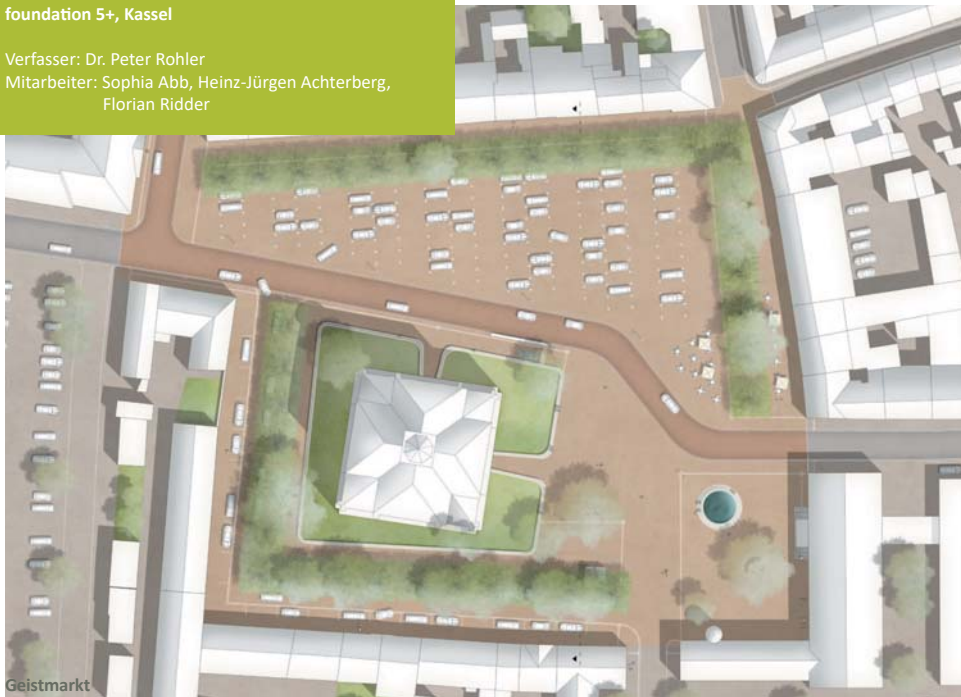 foundation 5+, Kassel
Verfasser: Dr. Peter Rohler
Mitarbeiter: Sophia Abb, Heinz-Jürgen Achterberg,
Florian Ridder
Geistmarkt